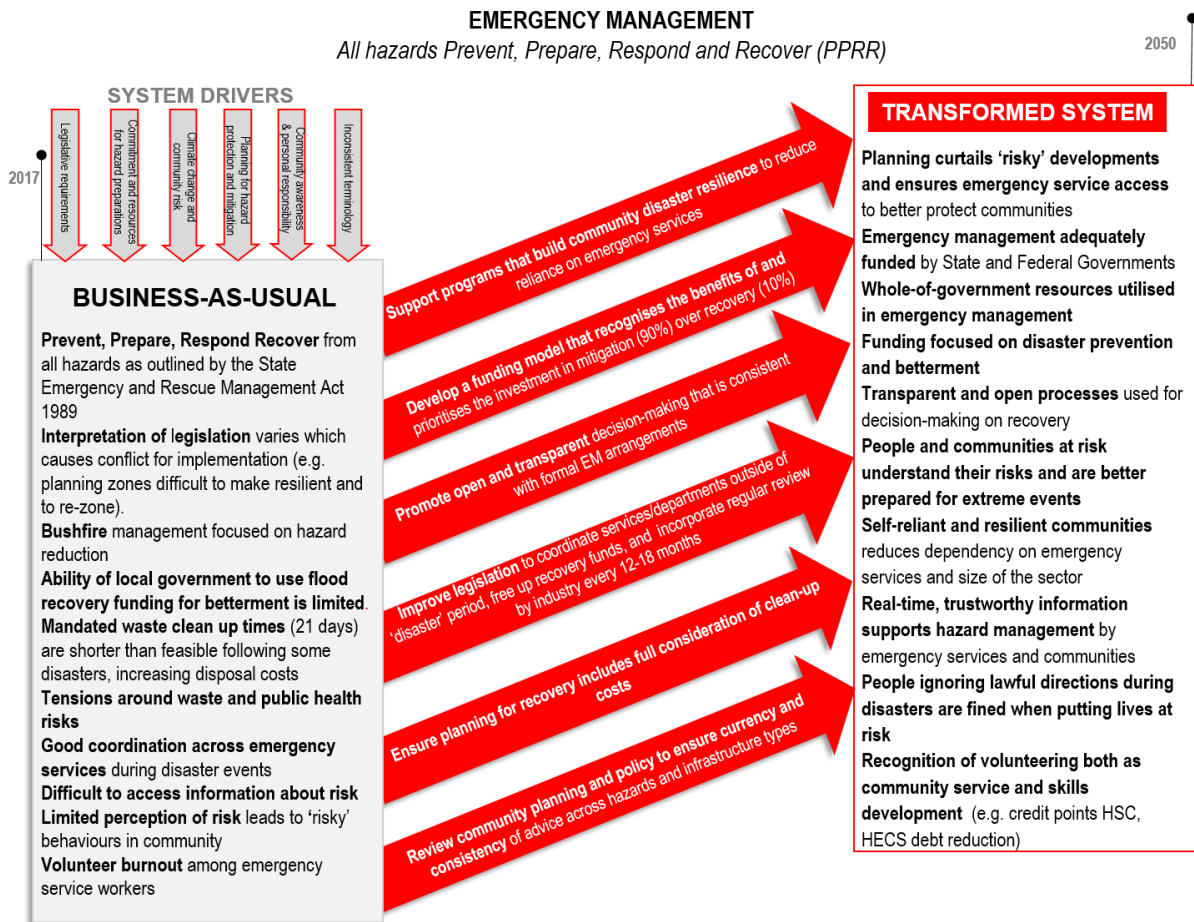 EMERGENCY MANAGEMENT
All hazards Prevent, Prepare, Respond and Recover (PPRR)
2050
SYSTEM DRIVERS
2017
Legislative requirements
Commitment and resources
for hazard preparations
Climate change and
community risk
Planning for hazard
protection and mitigation
Community awareness
& personal responsibility
Inconsistent terminology
BUSINESS-AS-USUAL
Prevent, Prepare, Respond Recover from
all hazards as outlined by the State
Emergency and Rescue Management Act
1989
Interpretation of legislation varies which
causes conflict for implementation (e.g.
planning zones difficult to make resilient and
to re-zone).
Bushfire management focused on hazard
reduction
Ability of local government to use flood
recovery funding for betterment is limited.
Mandated waste clean up times (21 days)
are shorter than feasible following some
disasters, increasing disposal costs
Tensions around waste and public health
risks
Good coordination across emergency
services during disaster events
Difficult to access information about risk
Limited perception of risk leads to ‘risky’
behaviours in community
Volunteer burnout among emergency
service workers
Support programs that build community disaster resilience to reduce
reliance on emergency services
Develop a funding model that recognises the benefits of and
prioritises the investment in mitigation (90%) over recovery (10%)
Promote open and transparent decision-making that is consistent
with formal EM arrangements
Improve legislation to coordinate services/departments outside of
‘disaster’ period, free up recovery funds, and incorporate regular review
by industry every 12-18 months
Ensure planning for recovery includes full consideration of clean-up
costs
Review community planning and policy to ensure currency and
consistency of advice across hazards and infrastructure types
TRANSFORMED SYSTEM
Planning curtails ‘risky’ developments
and ensures emergency service access
to better protect communities
Emergency management adequately
funded by State and Federal Governments
Whole-of-government resources utilised
in emergency management
Funding focused on disaster prevention
and betterment
Transparent and open processes used for
decision-making on recovery
People and communities at risk
understand their risks and are better
prepared for extreme events
Self-reliant and resilient communities
reduces dependency on emergency
services and size of the sector
Real-time, trustworthy information
supports hazard management by
emergency services and communities
People ignoring lawful directions during
disasters are fined when putting lives at
risk
Recognition of volunteering both as
community service and skills
development (e.g. credit points HSC,
HECS debt reduction)